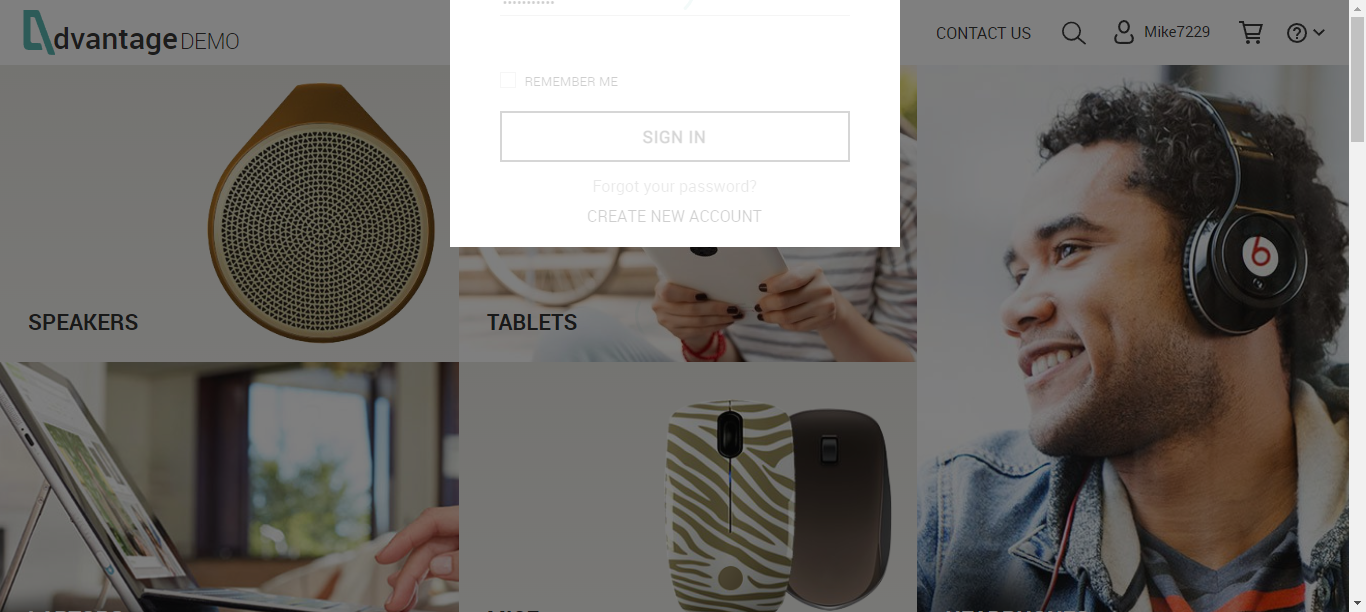 dvantage DEMO
CONTACT US
Mike7229
REMEMBER ME
SIGN IN
Forgot your password?
CREATE NEW ACCOUNT
SPEAKERS
TABLETS